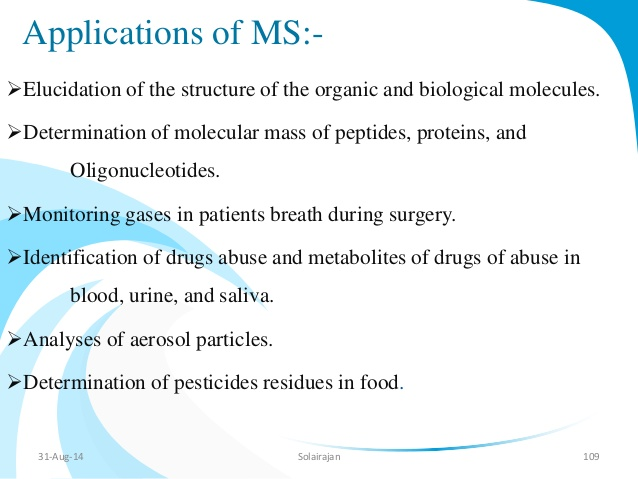 Applications of MS:-
➢Elucidation of the structure of the organic and biological molecules.
➢Determination of molecular mass of peptides, proteins, and
Oligonucleotides.
➢Monitoring gases in patients breath during surgery.
➢Identification of drugs abuse and metabolites of drugs of abuse in
blood, urine, and saliva.
➢Analyses of aerosol particles.
➢Determination of pesticides residues in food.
31-Aug-14 Solairajan 109